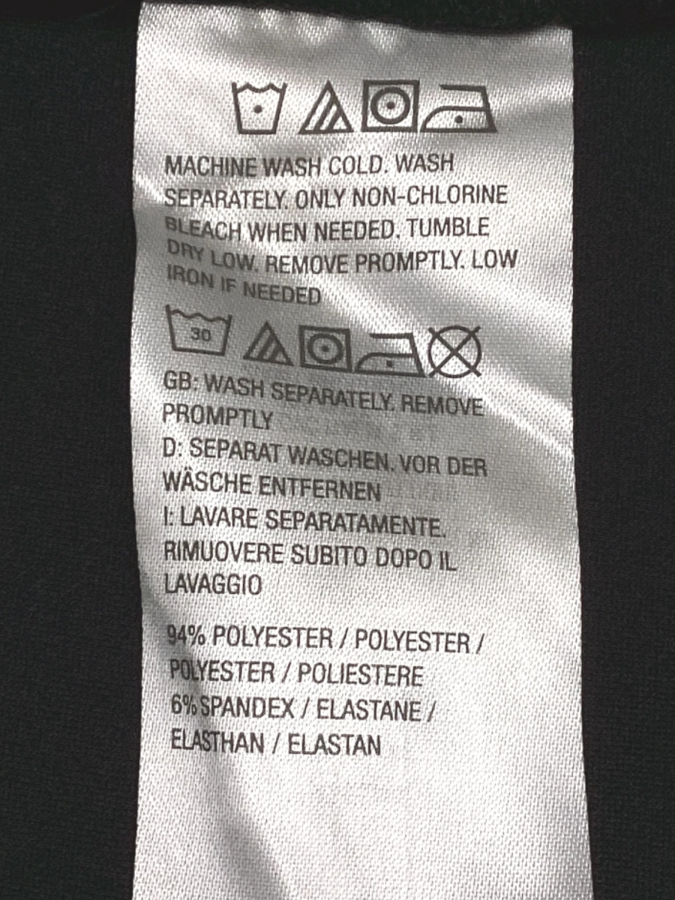 MACHINE WASH COLD. WASH
SEPARATELY. ONLY NON-CHLORINE
BLEACH WHEN NEEDED. TUMBLE
DRY LOW. REMOVE PROMPTLY. LOW
IRON IF NEEDED
30
GB: WASH SEPARATELY. REMOVE
PROMPTLY
D: SEPARAT WASCHEN. VOR DER
WÄSCHE ENTFERNEN
I: LAVARE SEPARATAMENTE.
RIMUOVERE SUBITO DOPO IL
LAVAGGIO
94% POLYESTER / POLYESTER /
POLYESTER / POLIESTERE
6% SPANDEX / ELASTANE /
ELASTHAN / ELASTAN